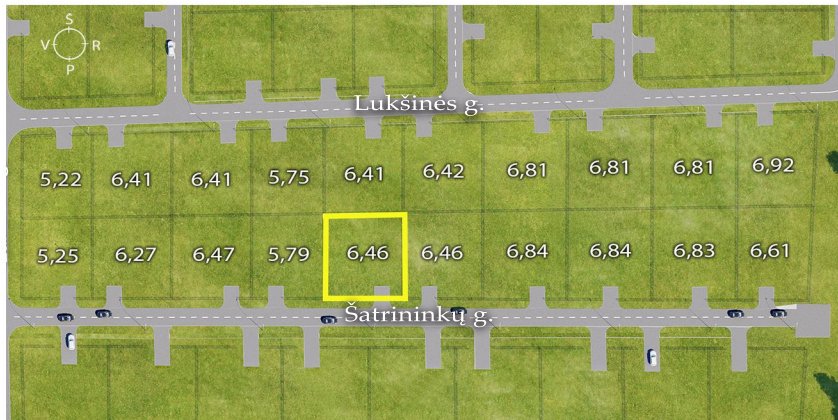 S
V R
P
Lukšinės g.
5,22 6,41 6,41 5,75 6,41 6,42 6,81 6,81 6,81 6,92
5,25 6,27 6,47 5,79 6,46 6,46 6,84 6,84 6,83 6,61
Šatrininkų g.